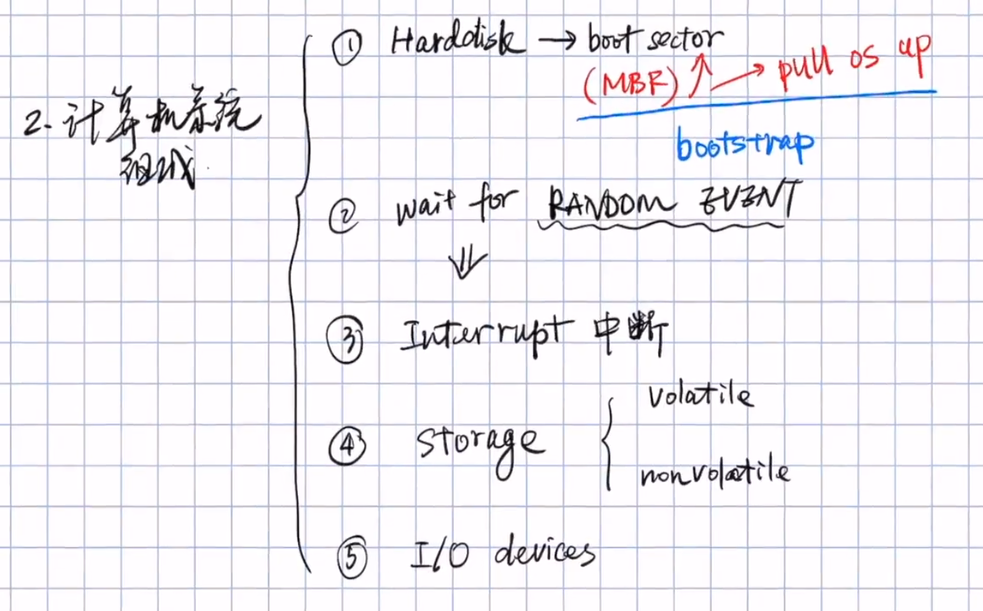 2. 计算机系统
组成
① Harddisk → boot sector
(MBR) ↗ → pull os up
bootstrap
② wait for RANDOM EVENT
⇓
③ Interrupt 中断
④ storage { volatile
nonvolatile
⑤ I/O devices